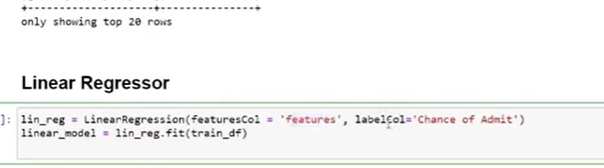 +-------------------+--------------+
only showing top 20 rows
Linear Regressor
]: lin_reg = LinearRegression(featuresCol = 'features', labelCol='Chance of Admit')
linear_model = lin_reg.fit(train_df)